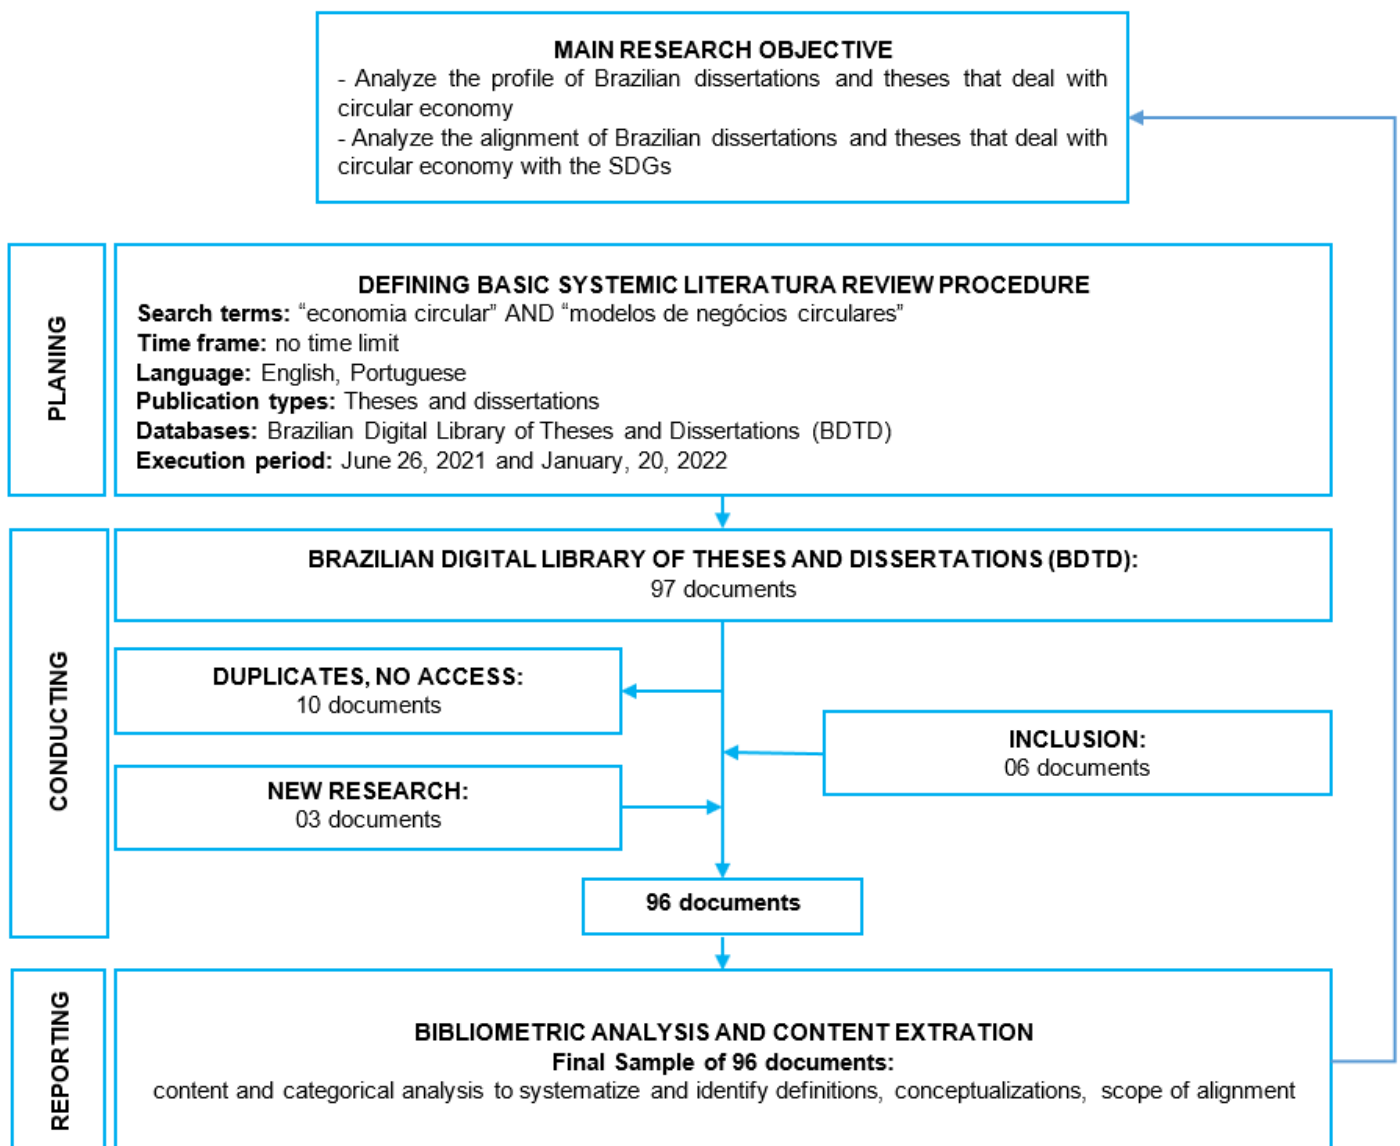 MAIN RESEARCH OBJECTIVE
- Analyze the profile of Brazilian dissertations and theses that deal with
circular economy
- Analyze the alignment of Brazilian dissertations and theses that deal with
circular economy with the SDGs
PLANING
DEFINING BASIC SYSTEMIC LITERATURA REVIEW PROCEDURE
Search terms: “economia circular” AND “modelos de negócios circulares”
Time frame: no time limit
Language: English, Portuguese
Publication types: Theses and dissertations
Databases: Brazilian Digital Library of Theses and Dissertations (BDTD)
Execution period: June 26, 2021 and January, 20, 2022
CONDUCTING
BRAZILIAN DIGITAL LIBRARY OF THESES AND DISSERTATIONS (BDTD):
97 documents
DUPLICATES, NO ACCESS:
10 documents
INCLUSION:
06 documents
NEW RESEARCH:
03 documents
96 documents
REPORTING
BIBLIOMETRIC ANALYSIS AND CONTENT EXTRATION
Final Sample of 96 documents:
content and categorical analysis to systematize and identify definitions, conceptualizations, scope of alignment